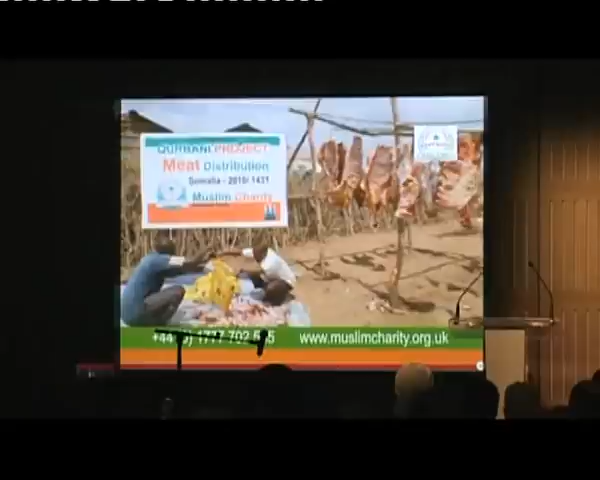 QURBANI PROJECT
Meat Distribution
Somalia - 2010/ 1431
Muslim Charity
www.muslimcharity.org.uk